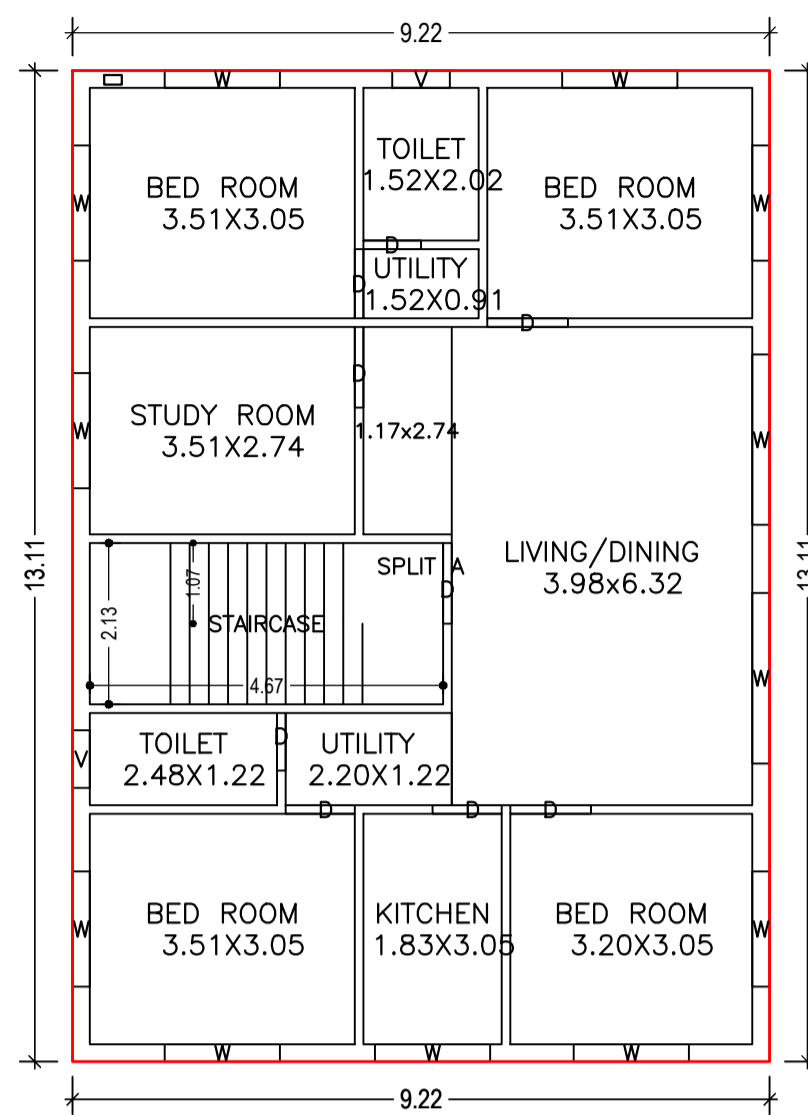 9.22
W
V
W
TOILET
1.52X2.02
BED ROOM
3.51X3.05
BED ROOM
3.51X3.05
W
W
D
UTILITY
1.52X0.91
D
D
D
STUDY ROOM
3.51X2.74
1.17x2.74
W
W
13.11
13.11
LIVING/DINING
3.98x6.32
SPLIT A
D
1.07
2.13
STAIRCASE
4.67
W
D
TOILET
2.48X1.22
UTILITY
2.20X1.22
V
D
D
D
BED ROOM
3.51X3.05
KITCHEN
1.83X3.05
BED ROOM
3.20X3.05
W
W
W
W
W
9.22